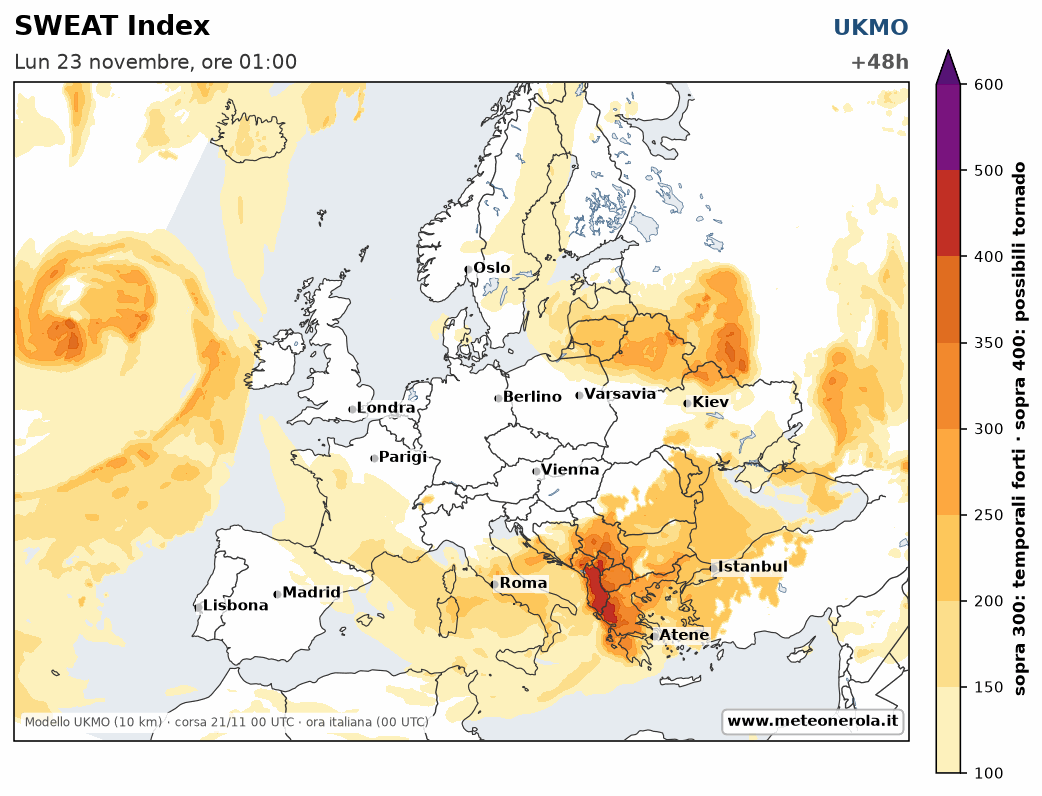 SWEAT Index
UKMO
Lun 23 novembre, ore 01:00
+48h
600
500
400
350
300
250
200
150
100
sopra 300: temporali forti · sopra 400: possibili tornado
Oslo
Berlino
Varsavia
Kiev
Londra
Parigi
Vienna
Istanbul
Roma
Madrid
Lisbona
Atene
Modello UKMO (10 km) · corsa 21/11 00 UTC · ora italiana (00 UTC)
www.meteonerola.it